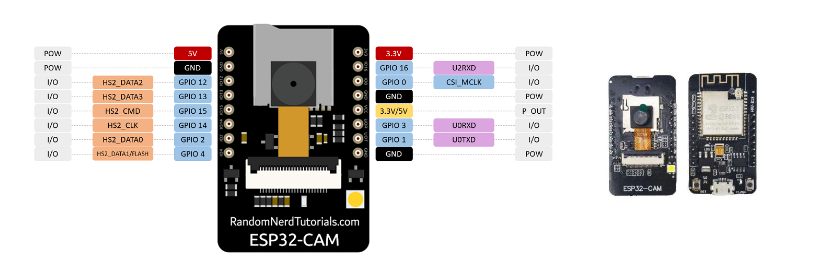 POW 5V 3.3V POW
POW GND GPIO 16 U2RXD I/O
I/O HS2_DATA2 GPIO 12 GPIO 0 CSI_MCLK I/O
I/O HS2_DATA3 GPIO 13 GND POW
I/O HS2_CMD GPIO 15 3.3V/5V P_OUT
I/O HS2_CLK GPIO 14 GPIO 3 U0RXD I/O
I/O HS2_DATA0 GPIO 2 GPIO 1 U0TXD I/O
I/O HS2_DATA1/FLASH GPIO 4 GND POW
RandomNerdTutorials.com
ESP32-CAM
ESP32-CAM